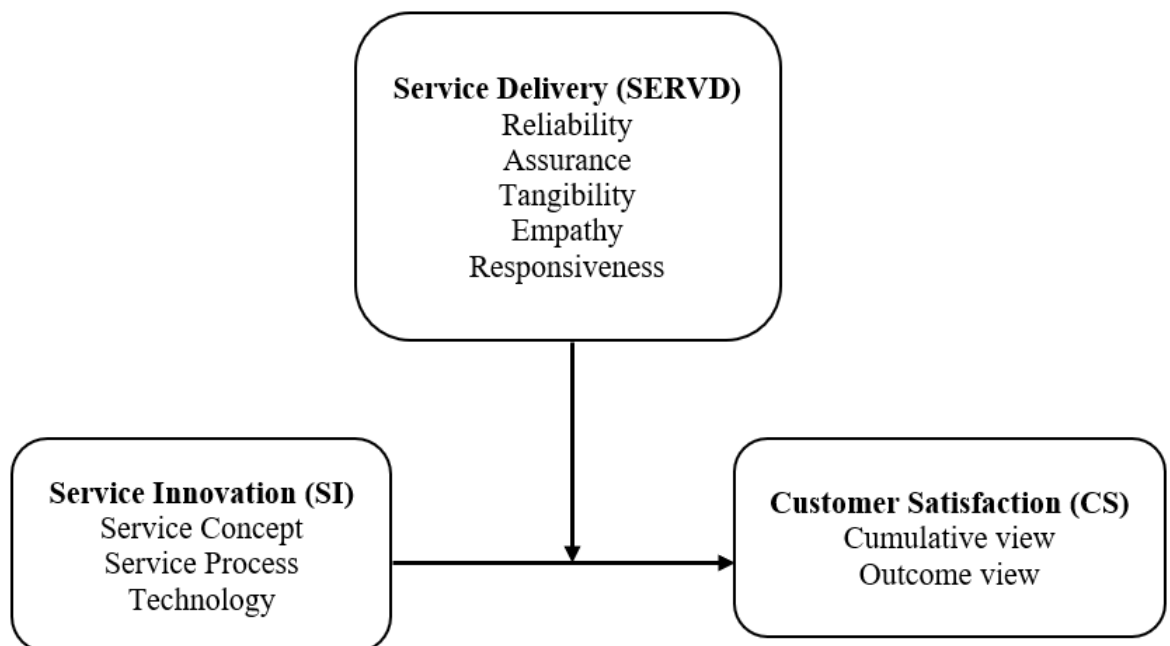 Service Delivery (SERVD)
Reliability
Assurance
Tangibility
Empathy
Responsiveness
Service Innovation (SI)
Service Concept
Service Process
Technology
Customer Satisfaction (CS)
Cumulative view
Outcome view